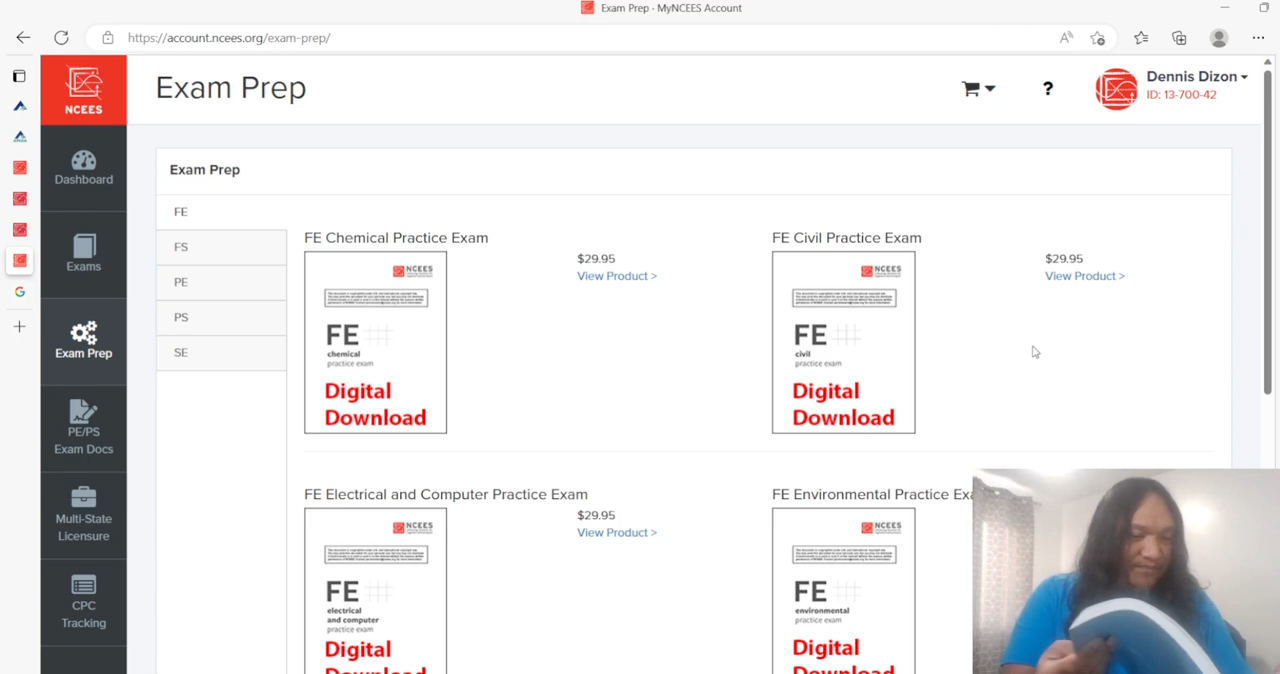 Exam Prep - MyNCEES Account
https://account.ncees.org/exam-prep/
NCEES
Exam Prep
?
Dennis Dizon
ID: 13-700-42
Dashboard
Exams
Exam Prep
PE/PS
Exam Docs
Multi-State
Licensure
CPC
Tracking
Exam Prep
FE
FS
PE
PS
SE
FE Chemical Practice Exam
$29.95
View Product >
NCEES
FE
chemical
practice exam
Digital
Download
FE Civil Practice Exam
$29.95
View Product >
NCEES
FE
civil
practice exam
Digital
Download
FE Electrical and Computer Practice Exam
$29.95
View Product >
NCEES
FE
electrical
and computer
practice exam
Digital
Download
FE Environmental Practice Exa
NCEES
FE
environmental
practice exam
Digital
Download